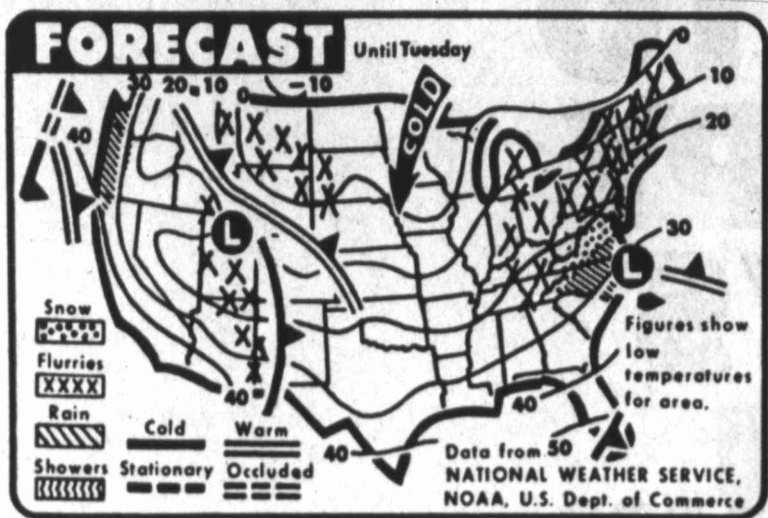 FORECAST Until Tuesday
30 20 10 0 -10
0
10
20
40
COLD
L
30
L
Snow
Flurries
XXXX
Rain
Showers
Cold
Warm
Stationary
Occluded
40
40
40
50
Figures show
low
temperatures
for area.
Data from
NATIONAL WEATHER SERVICE,
NOAA, U.S. Dept. of Commerce